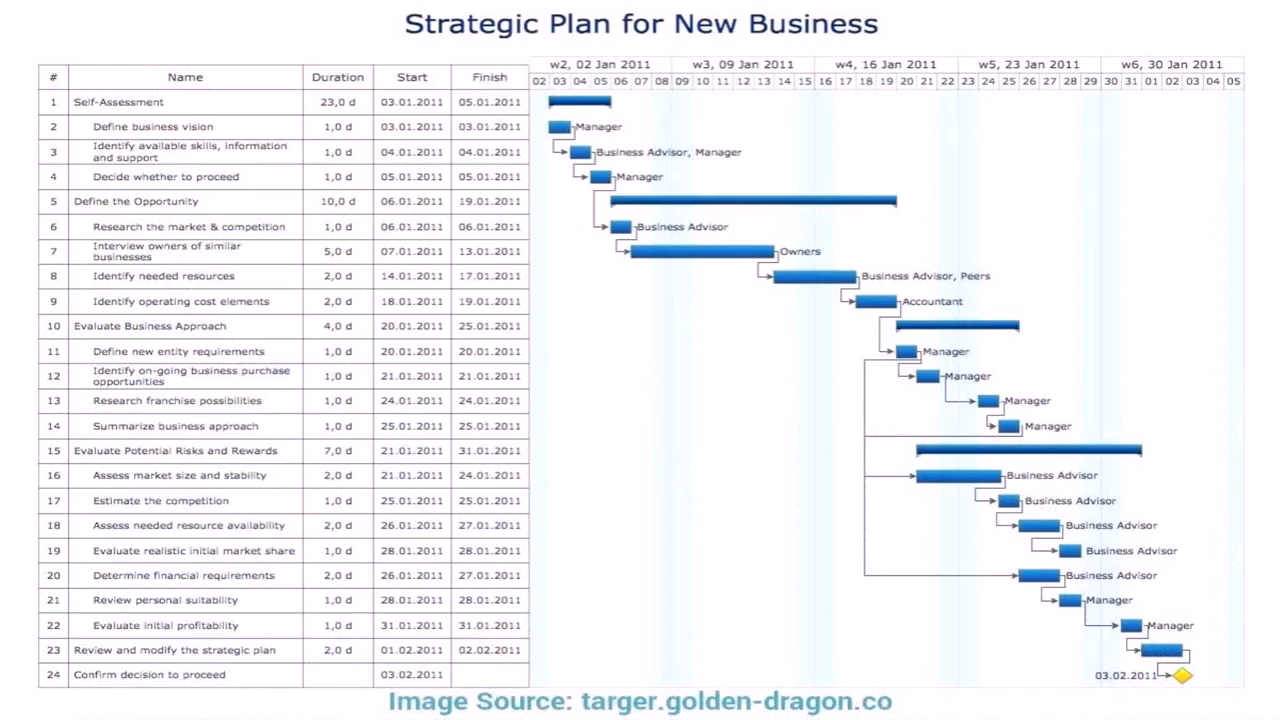 Strategic Plan for New Business
# Name Duration Start Finish w2, 02 Jan 2011 w3, 09 Jan 2011 w4, 16 Jan 2011 w5, 23 Jan 2011 w6, 30 Jan 2011
02 03 04 05 06 07 08 09 10 11 12 13 14 15 16 17 18 19 20 21 22 23 24 25 26 27 28 29 30 31 01 02 03 04 05
1 Self-Assessment 23,0 d 03.01.2011 05.01.2011
2 Define business vision 1,0 d 03.01.2011 03.01.2011 Manager
3 Identify available skills, information
and support 1,0 d 04.01.2011 04.01.2011 Business Advisor, Manager
4 Decide whether to proceed 1,0 d 05.01.2011 05.01.2011 Manager
5 Define the Opportunity 10,0 d 06.01.2011 19.01.2011
6 Research the market & competition 1,0 d 06.01.2011 06.01.2011 Business Advisor
7 Interview owners of similar
businesses 5,0 d 07.01.2011 13.01.2011 Owners
8 Identify needed resources 2,0 d 14.01.2011 17.01.2011 Business Advisor, Peers
9 Identify operating cost elements 2,0 d 18.01.2011 19.01.2011 Accountant
10 Evaluate Business Approach 4,0 d 20.01.2011 25.01.2011
11 Define new entity requirements 1,0 d 20.01.2011 20.01.2011 Manager
12 Identify on-going business purchase
opportunities 1,0 d 21.01.2011 21.01.2011 Manager
13 Research franchise possibilities 1,0 d 24.01.2011 24.01.2011 Manager
14 Summarize business approach 1,0 d 25.01.2011 25.01.2011 Manager
15 Evaluate Potential Risks and Rewards 7,0 d 21.01.2011 31.01.2011
16 Assess market size and stability 2,0 d 21.01.2011 24.01.2011 Business Advisor
17 Estimate the competition 1,0 d 25.01.2011 25.01.2011 Business Advisor
18 Assess needed resource availability 2,0 d 26.01.2011 27.01.2011 Business Advisor
19 Evaluate realistic initial market share 1,0 d 28.01.2011 28.01.2011 Business Advisor
20 Determine financial requirements 2,0 d 26.01.2011 27.01.2011 Business Advisor
21 Review personal suitability 1,0 d 28.01.2011 28.01.2011 Manager
22 Evaluate initial profitability 1,0 d 31.01.2011 31.01.2011 Manager
23 Review and modify the strategic plan 2,0 d 01.02.2011 02.02.2011
24 Confirm decision to proceed 03.02.2011 03.02.2011
Image Source: targer.golden-dragon.co